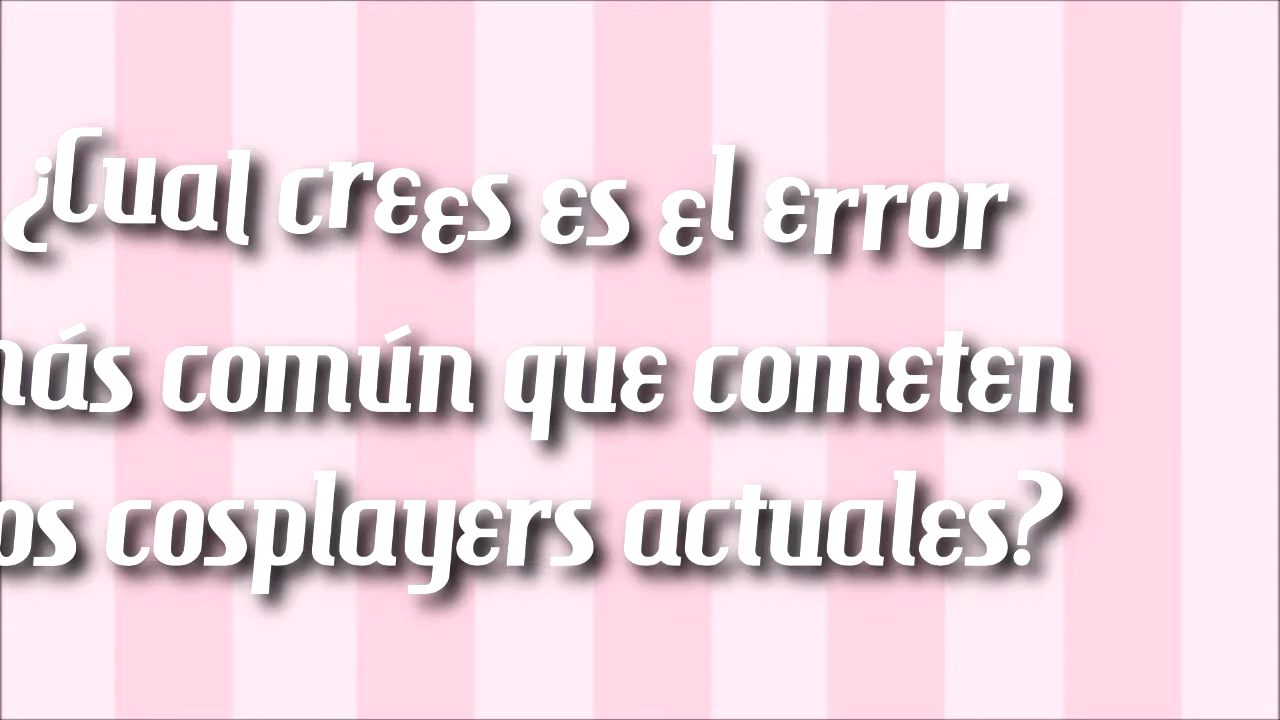 ¿Cual crees es el error
más común que cometen
os cosplayers actuales?